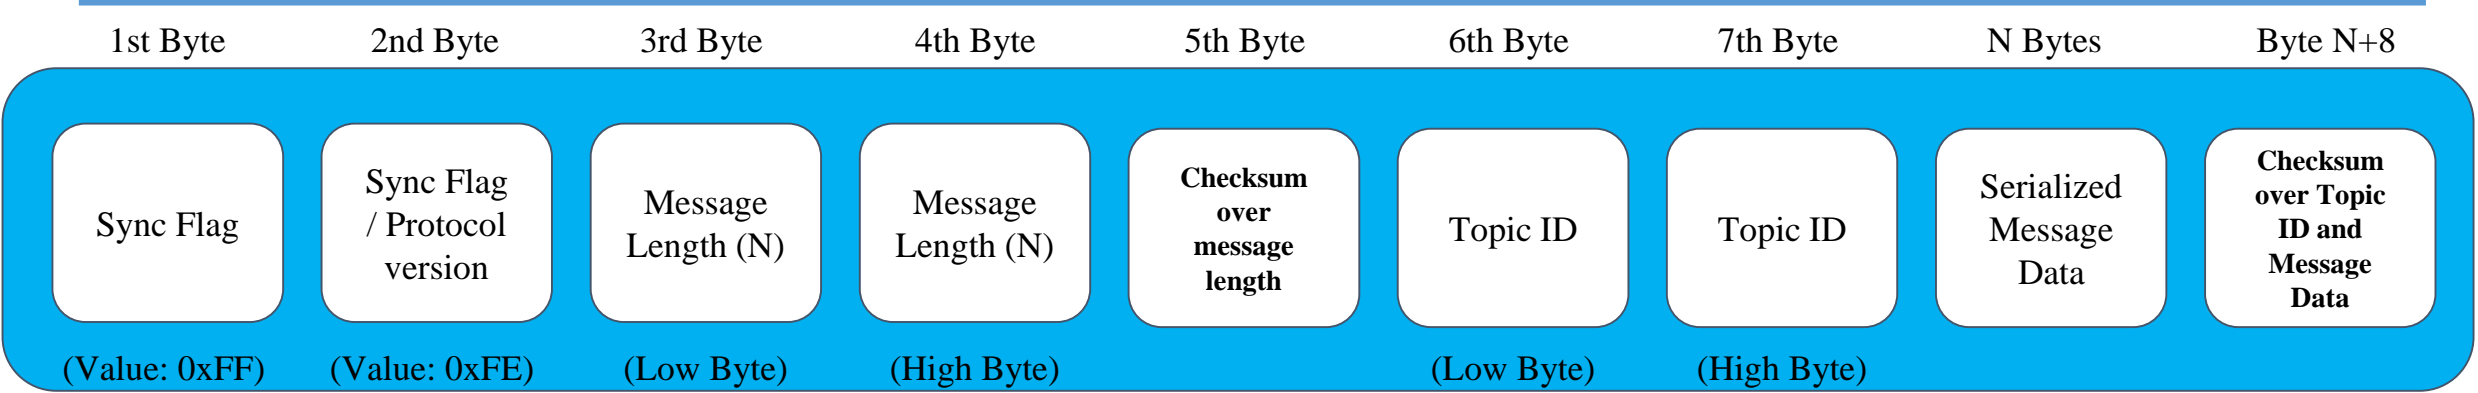 1st Byte 2nd Byte 3rd Byte 4th Byte 5th Byte 6th Byte 7th Byte N Bytes Byte N+8
Sync Flag
Sync Flag
/ Protocol
version
Message
Length (N)
Message
Length (N)
Checksum
over
message
length
Topic ID
Topic ID
Serialized
Message
Data
Checksum
over Topic
ID and
Message
Data
(Value: 0xFF) (Value: 0xFE) (Low Byte) (High Byte) (Low Byte) (High Byte)